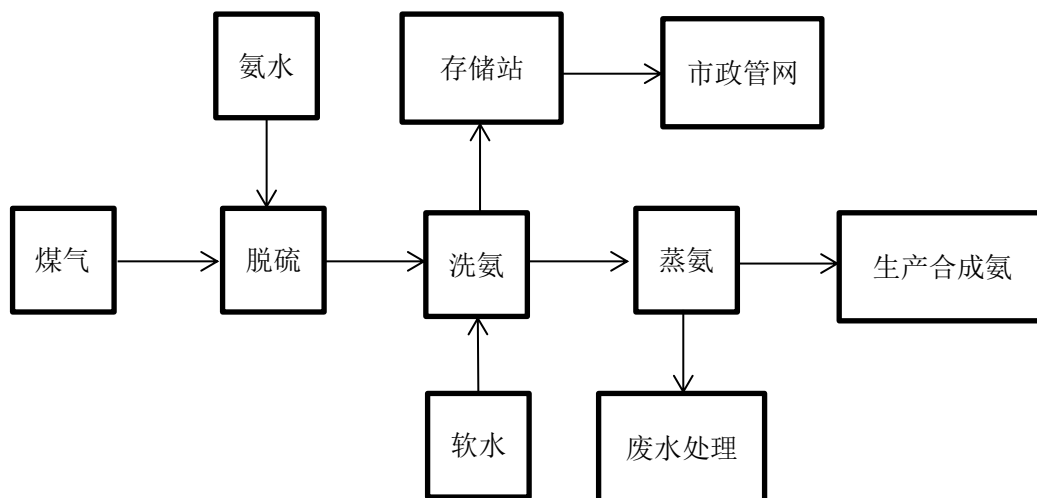 氨水
存储站
市政管网
煤气
脱硫
洗氨
蒸氨
生产合成氨
软水
废水处理